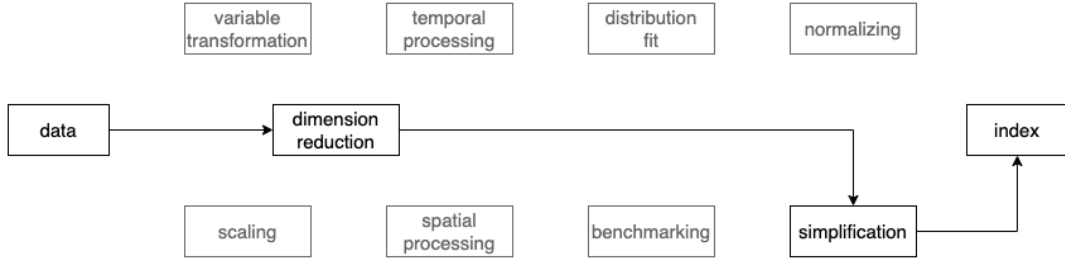 variable
transformation
temporal
processing
distribution
fit
normalizing
data
dimension
reduction
index
scaling
spatial
processing
benchmarking
simplification